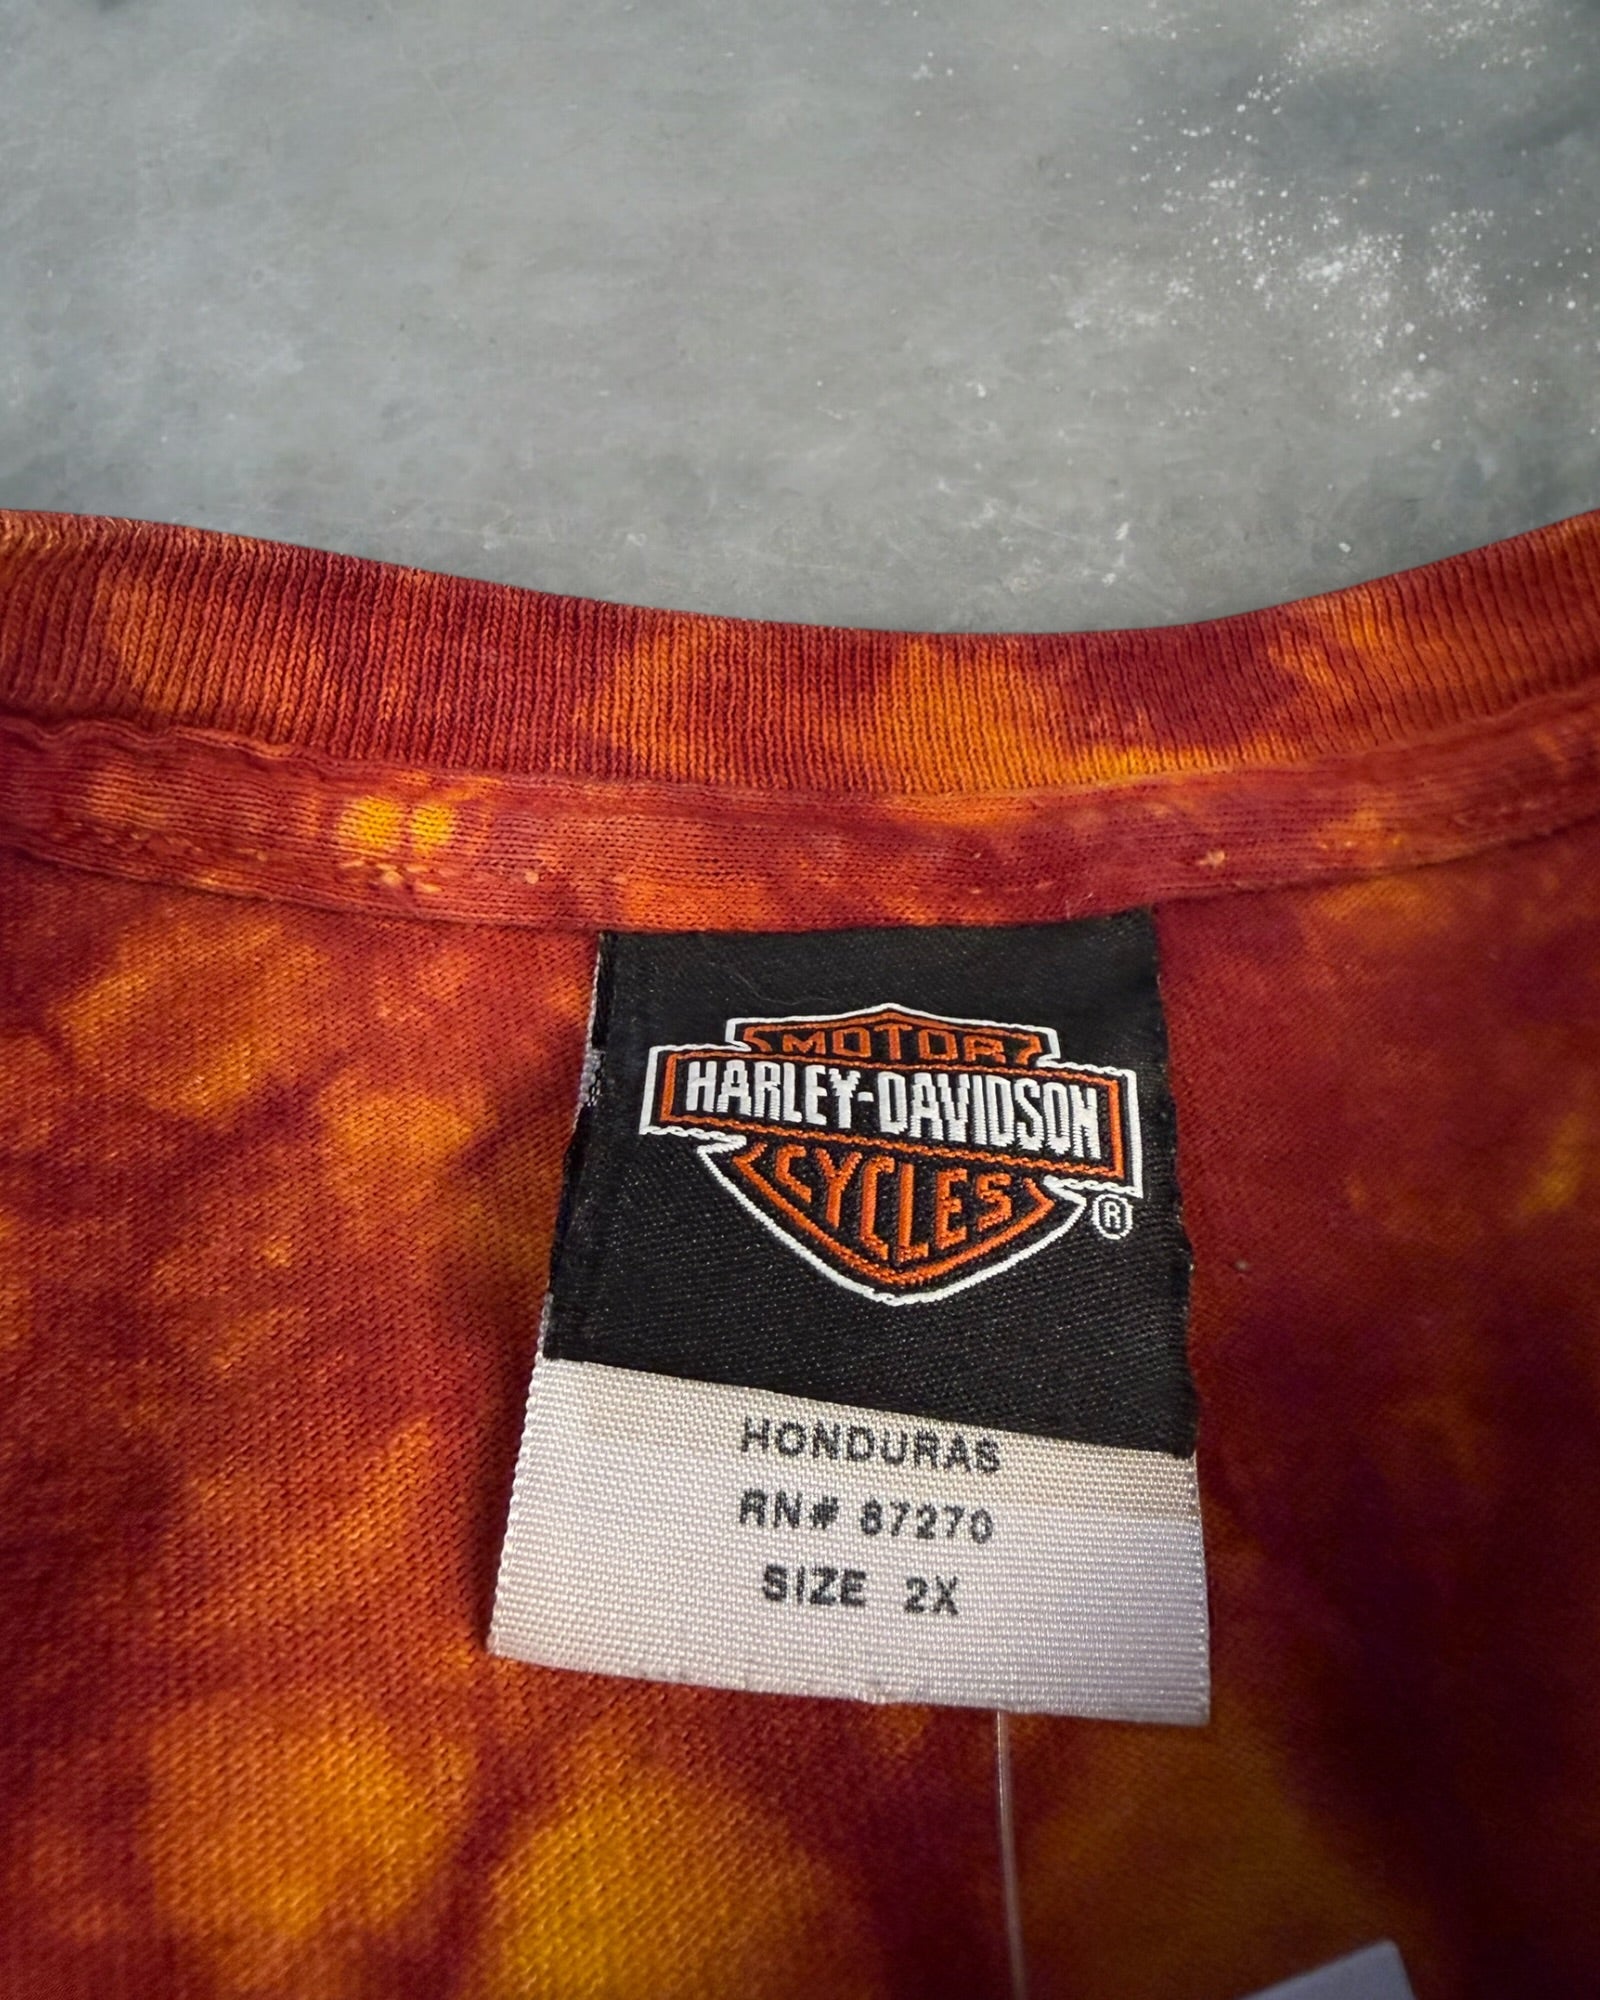 MOTOR
HARLEY-DAVIDSON
CYCLES
®
HONDURAS
RN# 87270
SIZE 2X